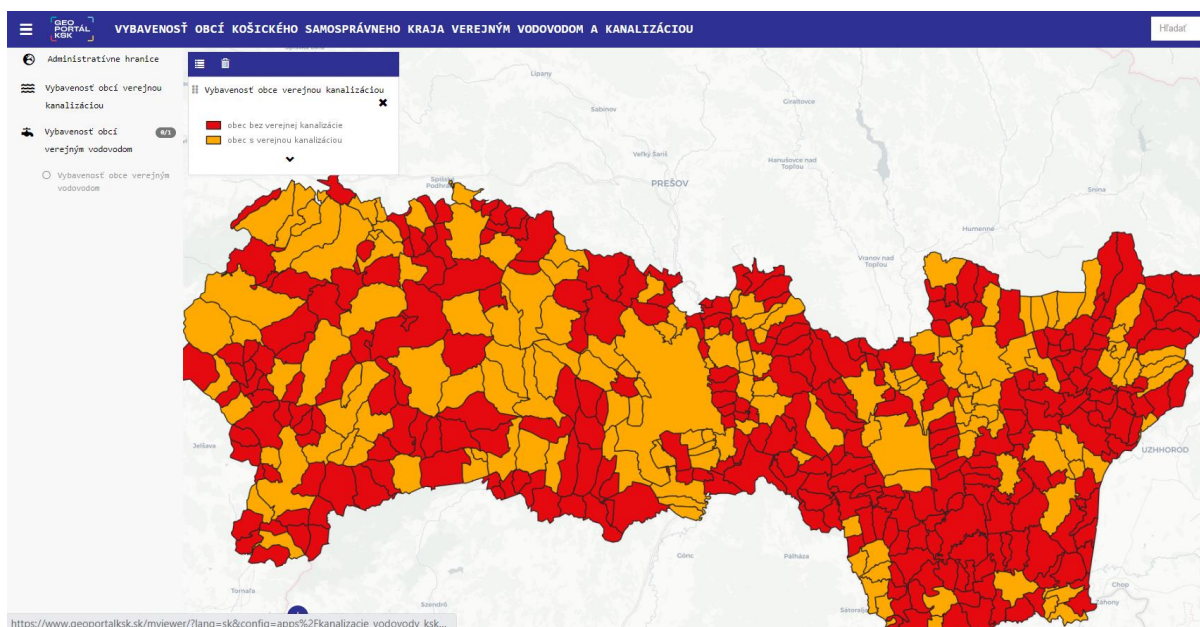 GEO
PORTÁL
KSK
VYBAVENOSŤ OBCÍ KOŠICKÉHO SAMOSPRÁVNEHO KRAJA VEREJNÝM VODOVODOM A KANALIZÁCIOU
Hľadať
Administratívne hranice
Vybavenosť obcí verejnou
kanalizáciou
Vybavenosť obcí
verejným vodovodom
0/1
Vybavenosť obce verejným
vodovodom
Vybavenosť obce verejnou kanalizáciou
obec bez verejnej kanalizácie
obec s verejnou kanalizáciou
Lipany
Sabinov
Giraltovce
Veľký Šariš
Hanušovce nad
Topľou
PREŠOV
Snina
Humenné
Vranov nad
Topľou
Spišské
Podhradie
Jelšava
UZHHOROD
Gönc
Pálháza
Chop
Záhony
Tornaľa
Szendrő
https://www.geoportalksk.sk/myviewer/?lang=sk&config=apps%2Fkanalizacie_vodovody_ksk...